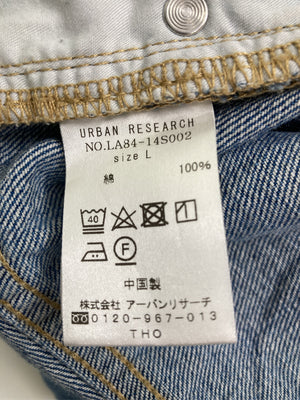 URBAN RESEARCH
NO.LA84-14S002
size L
綿 100%
40
F
中国製
株式会社 アーバンリサーチ
0120-967-013
THO